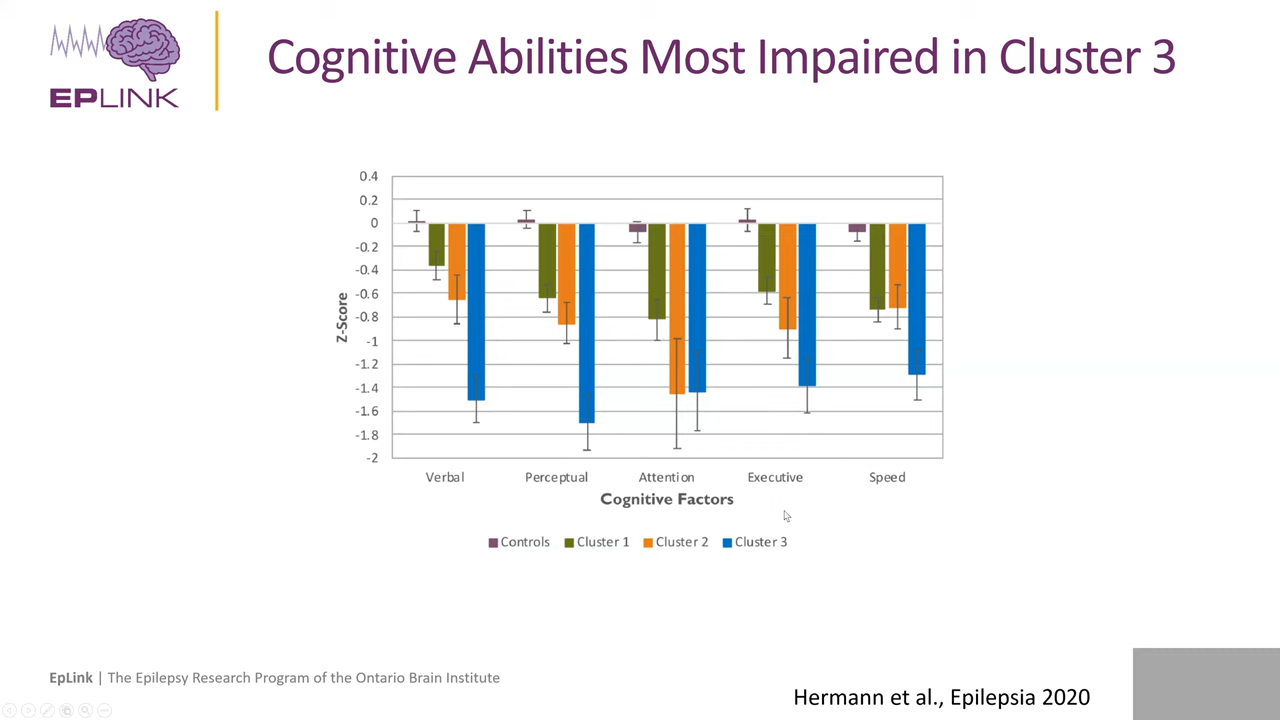 Cognitive Abilities Most Impaired in Cluster 3
EPLINK
0.4
0.2
0
-0.2
-0.4
-0.6
-0.8
-1
-1.2
-1.4
-1.6
-1.8
-2
Z-Score
Verbal Perceptual Attention Executive Speed
Cognitive Factors
Controls Cluster 1 Cluster 2 Cluster 3
EpLink | The Epilepsy Research Program of the Ontario Brain Institute
Hermann et al., Epilepsia 2020